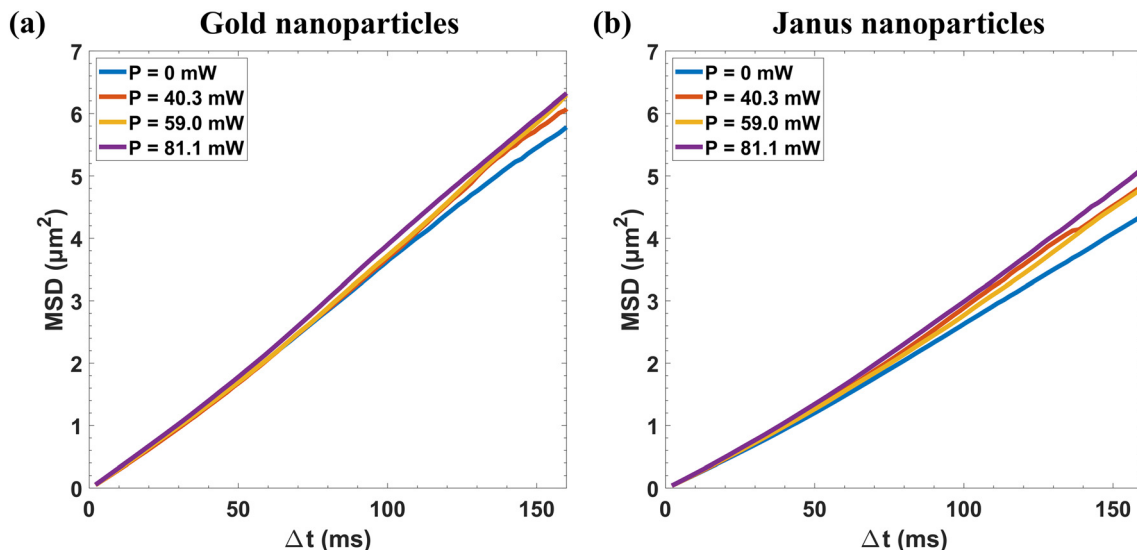 (a) Gold nanoparticles
7
6
5
4
3
2
1
0
MSD (μm²)
P = 0 mW
P = 40.3 mW
P = 59.0 mW
P = 81.1 mW
0 50 100 150
Δt (ms)
(b) Janus nanoparticles
7
6
5
4
3
2
1
0
MSD (μm²)
P = 0 mW
P = 40.3 mW
P = 59.0 mW
P = 81.1 mW
0 50 100 150
Δt (ms)